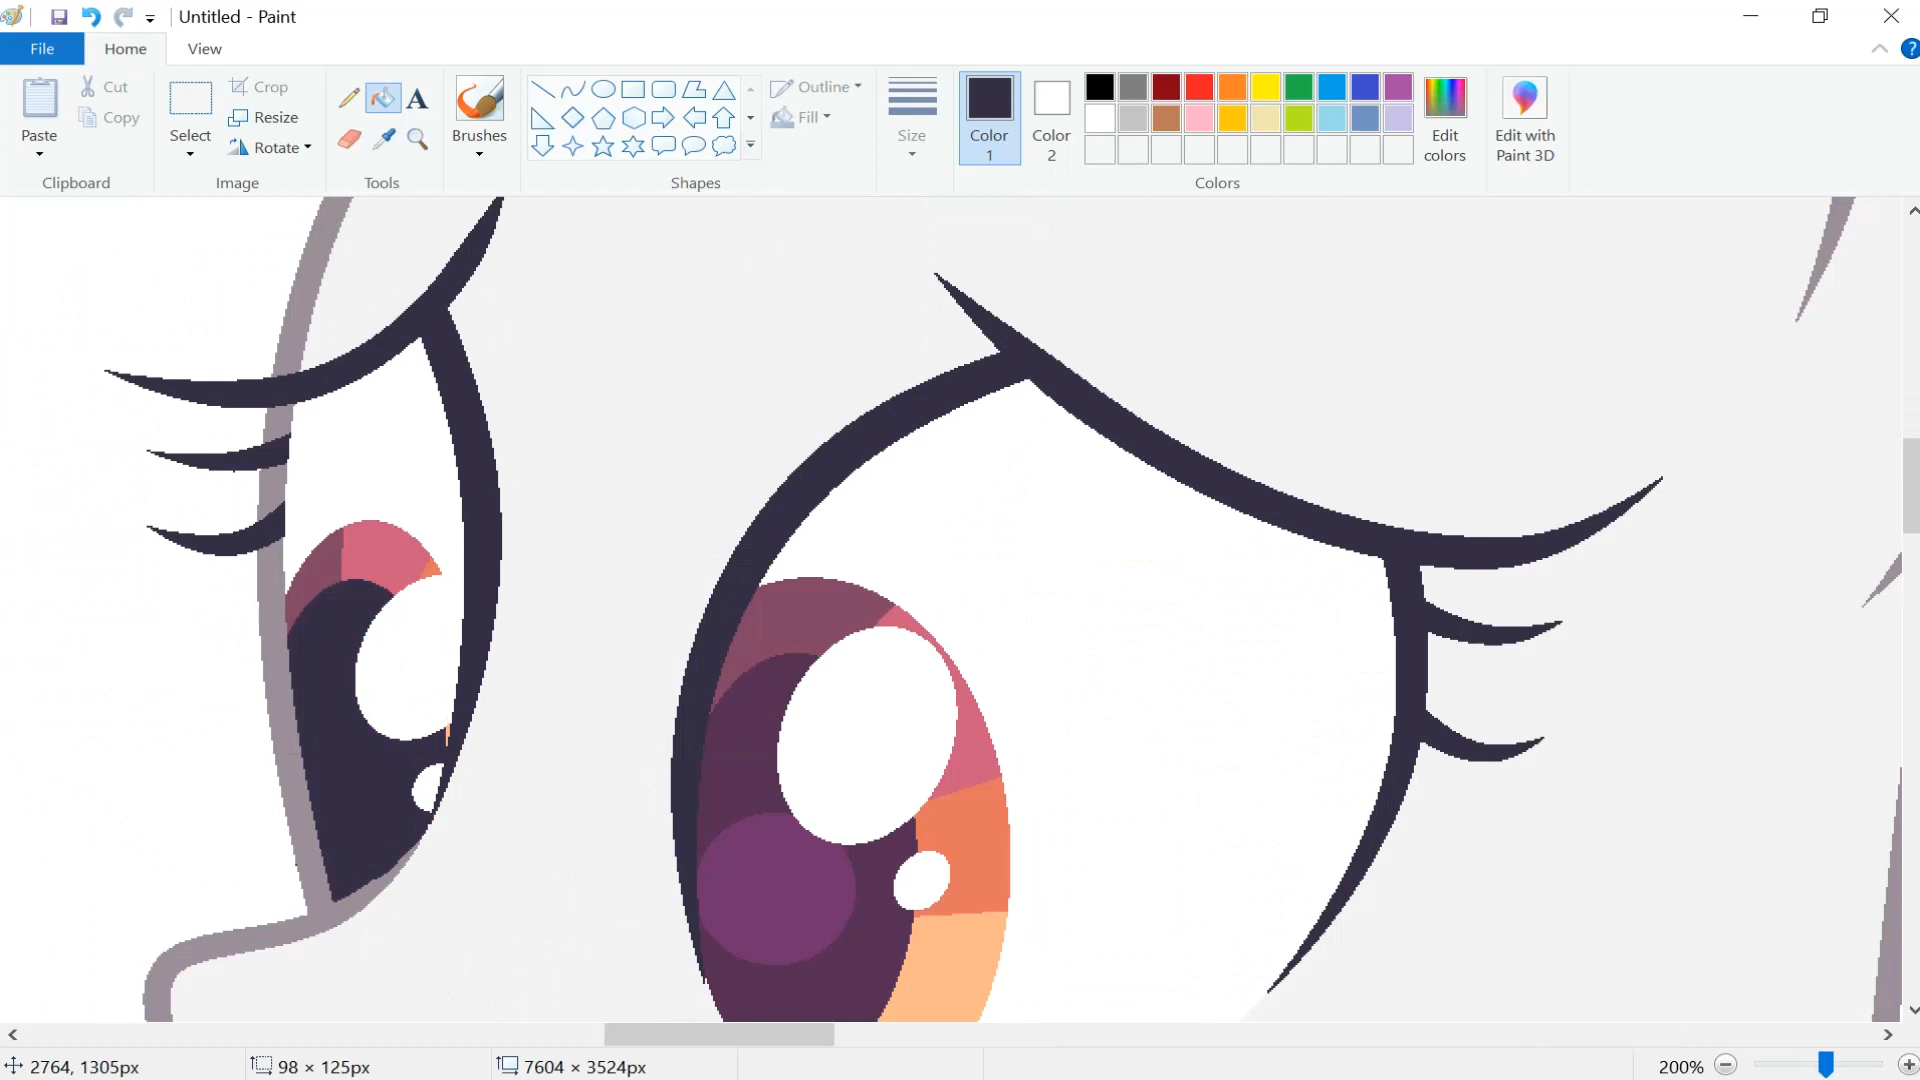 Untitled - Paint
File Home View
Paste
Cut
Copy
Clipboard
Select
Crop
Resize
Rotate
Image
A
Tools
Brushes
Shapes
Outline
Fill
Size
Color 1
Color 2
Colors
Edit colors
Edit with Paint 3D
?
2764, 1305px 98 × 125px 7604 × 3524px 200%